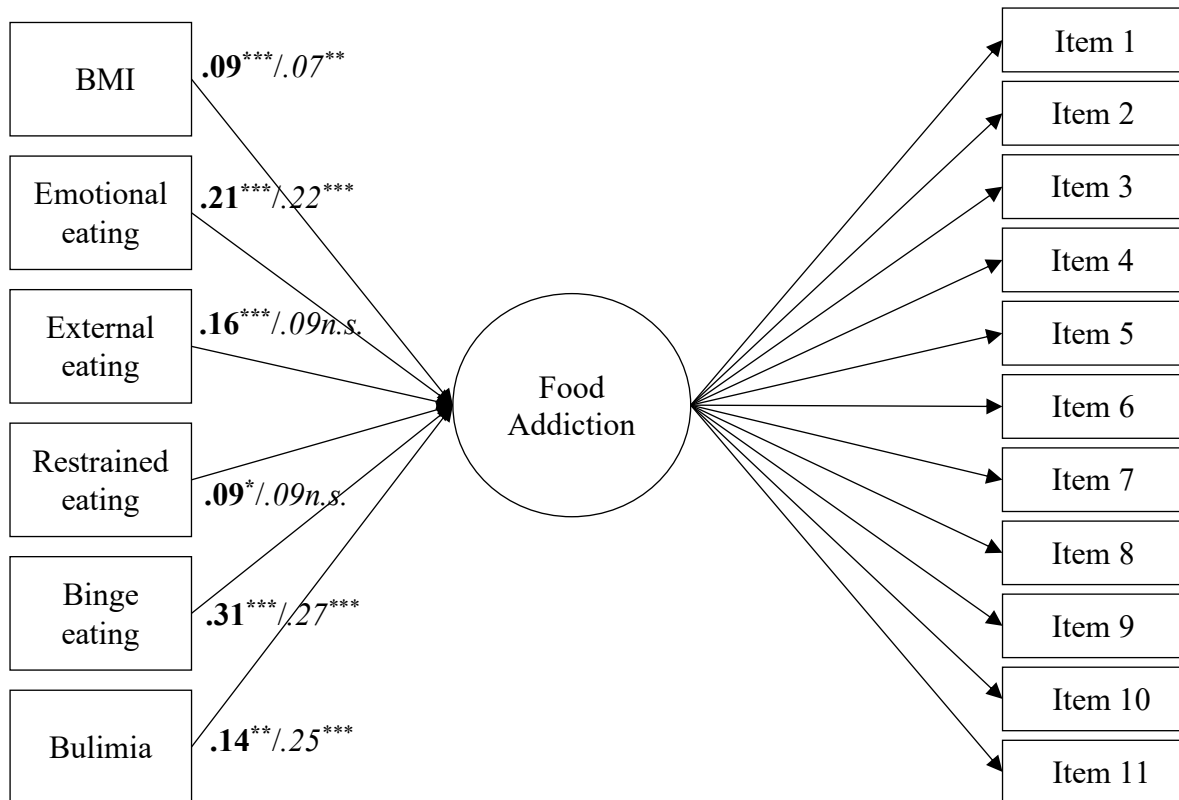 BMI
.09***/.07**
Emotional
eating
.21***/.22***
External
eating
.16***/.09n.s.
Restrained
eating
.09*/.09n.s.
Binge
eating
.31***/.27***
Bulimia
.14**/.25***
Food
Addiction
Item 1
Item 2
Item 3
Item 4
Item 5
Item 6
Item 7
Item 8
Item 9
Item 10
Item 11